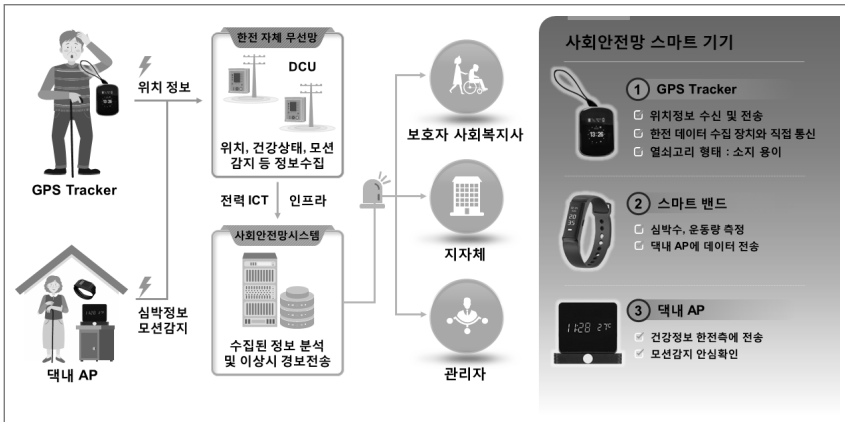 한전 자체 무선망
DCU
위치 정보
위치, 건강상태, 모션
감지 등 정보수집
GPS Tracker
전력 ICT 인프라
사회안전망시스템
심박정보
모션감지
수집된 정보 분석
및 이상시 경보전송
댁내 AP
보호자 사회복지사
지자체
관리자
사회안전망 스마트 기기
1 GPS Tracker
위치정보 수신 및 전송
한전 데이터 수집 장치와 직접 통신
열쇠고리 형태 : 소지 용이
13:26
2 스마트 밴드
심박수, 운동량 측정
댁내 AP에 데이터 전송
20
35
3 댁내 AP
건강정보 한전측에 전송
모션감지 안심확인
11:28 27℃